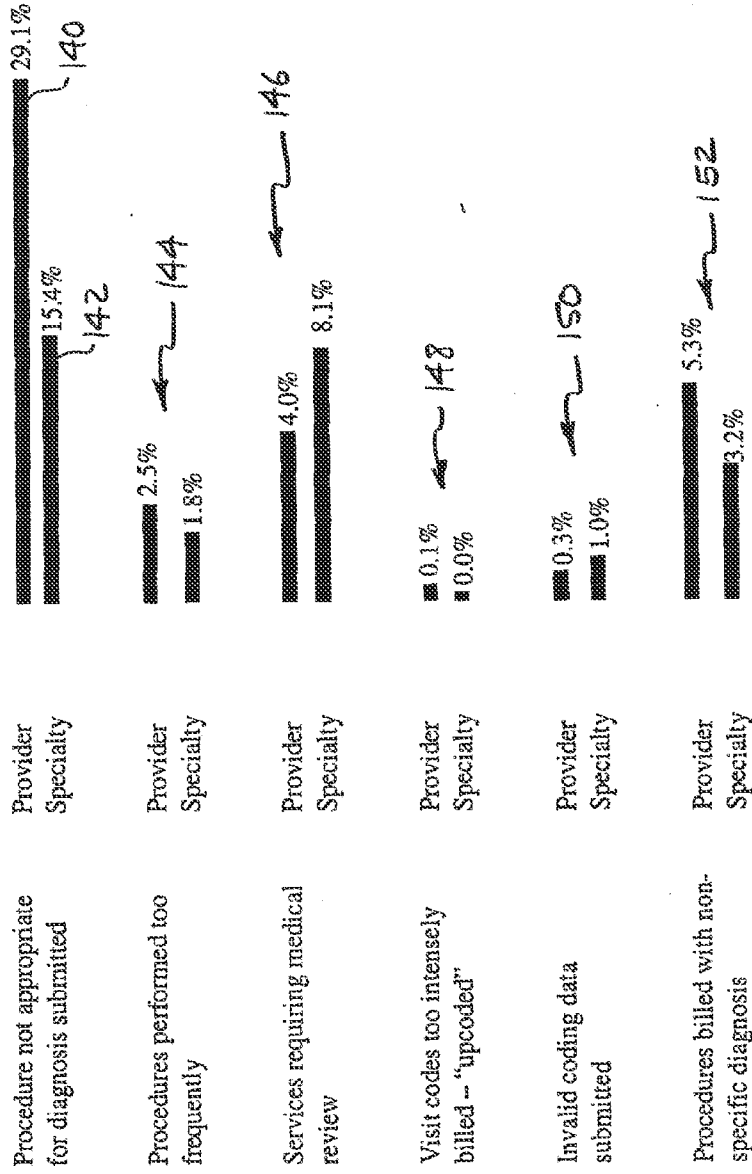 Procedure not appropriate
for diagnosis submitted
Provider
Specialty
29.1%
140
15.4%
142
Procedures performed too
frequently
Provider
Specialty
2.5%
1.8%
144
Services requiring medical
review
Provider
Specialty
4.0%
8.1%
146
Visit codes too intensely
billed – “upcoded”
Provider
Specialty
0.1%
0.0%
148
Invalid coding data
submitted
Provider
Specialty
0.3%
1.0%
150
Procedures billed with non-
specific diagnosis
Provider
Specialty
5.3%
3.2%
152